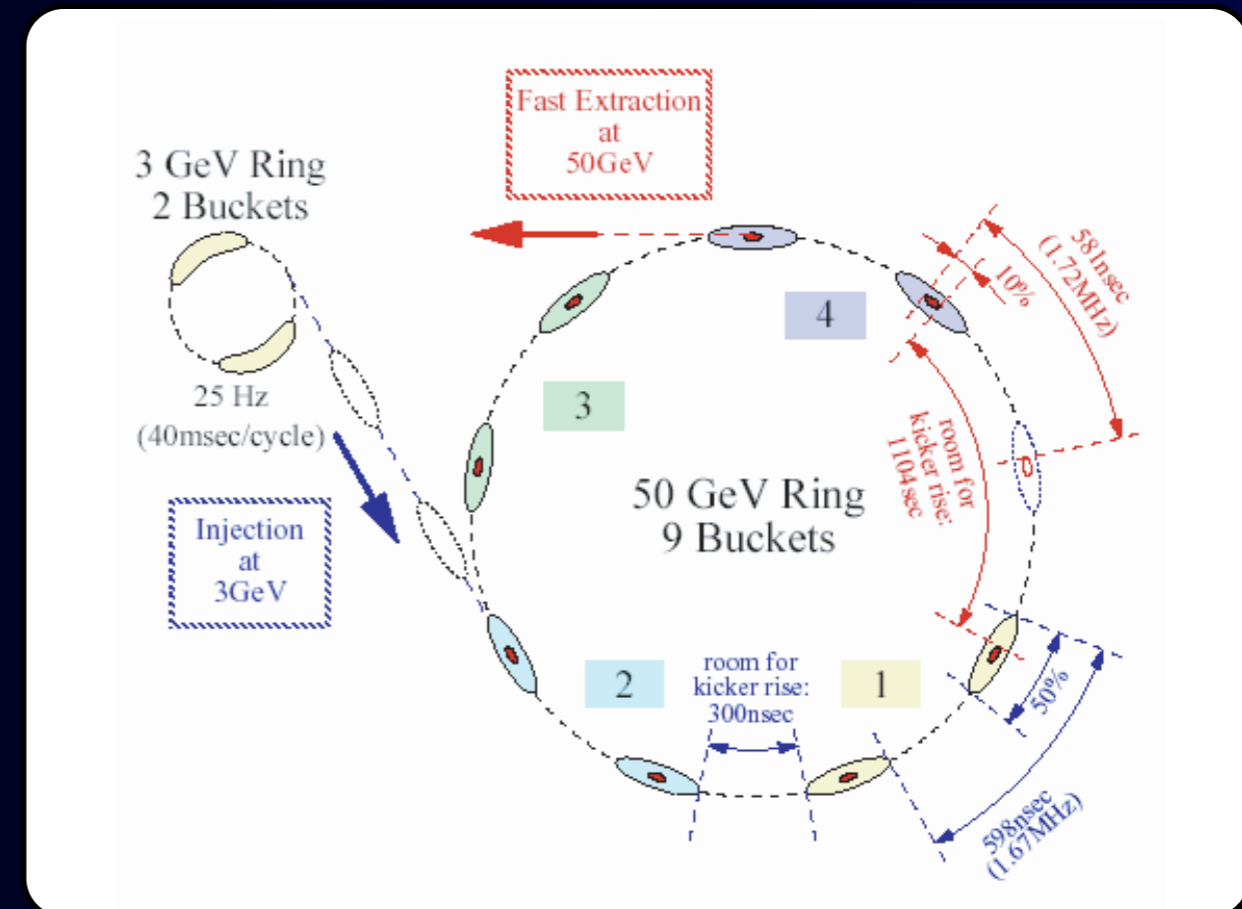 Fast Extraction
at
50GeV
3 GeV Ring
2 Buckets
25 Hz
(40msec/cycle)
Injection
at
3GeV
50 GeV Ring
9 Buckets
4
3
2
1
10%
581nsec
(1.72MHz)
room for
kicker rise:
1104sec
room for
kicker rise:
300nsec
50%
598nsec
(1.67MHz)